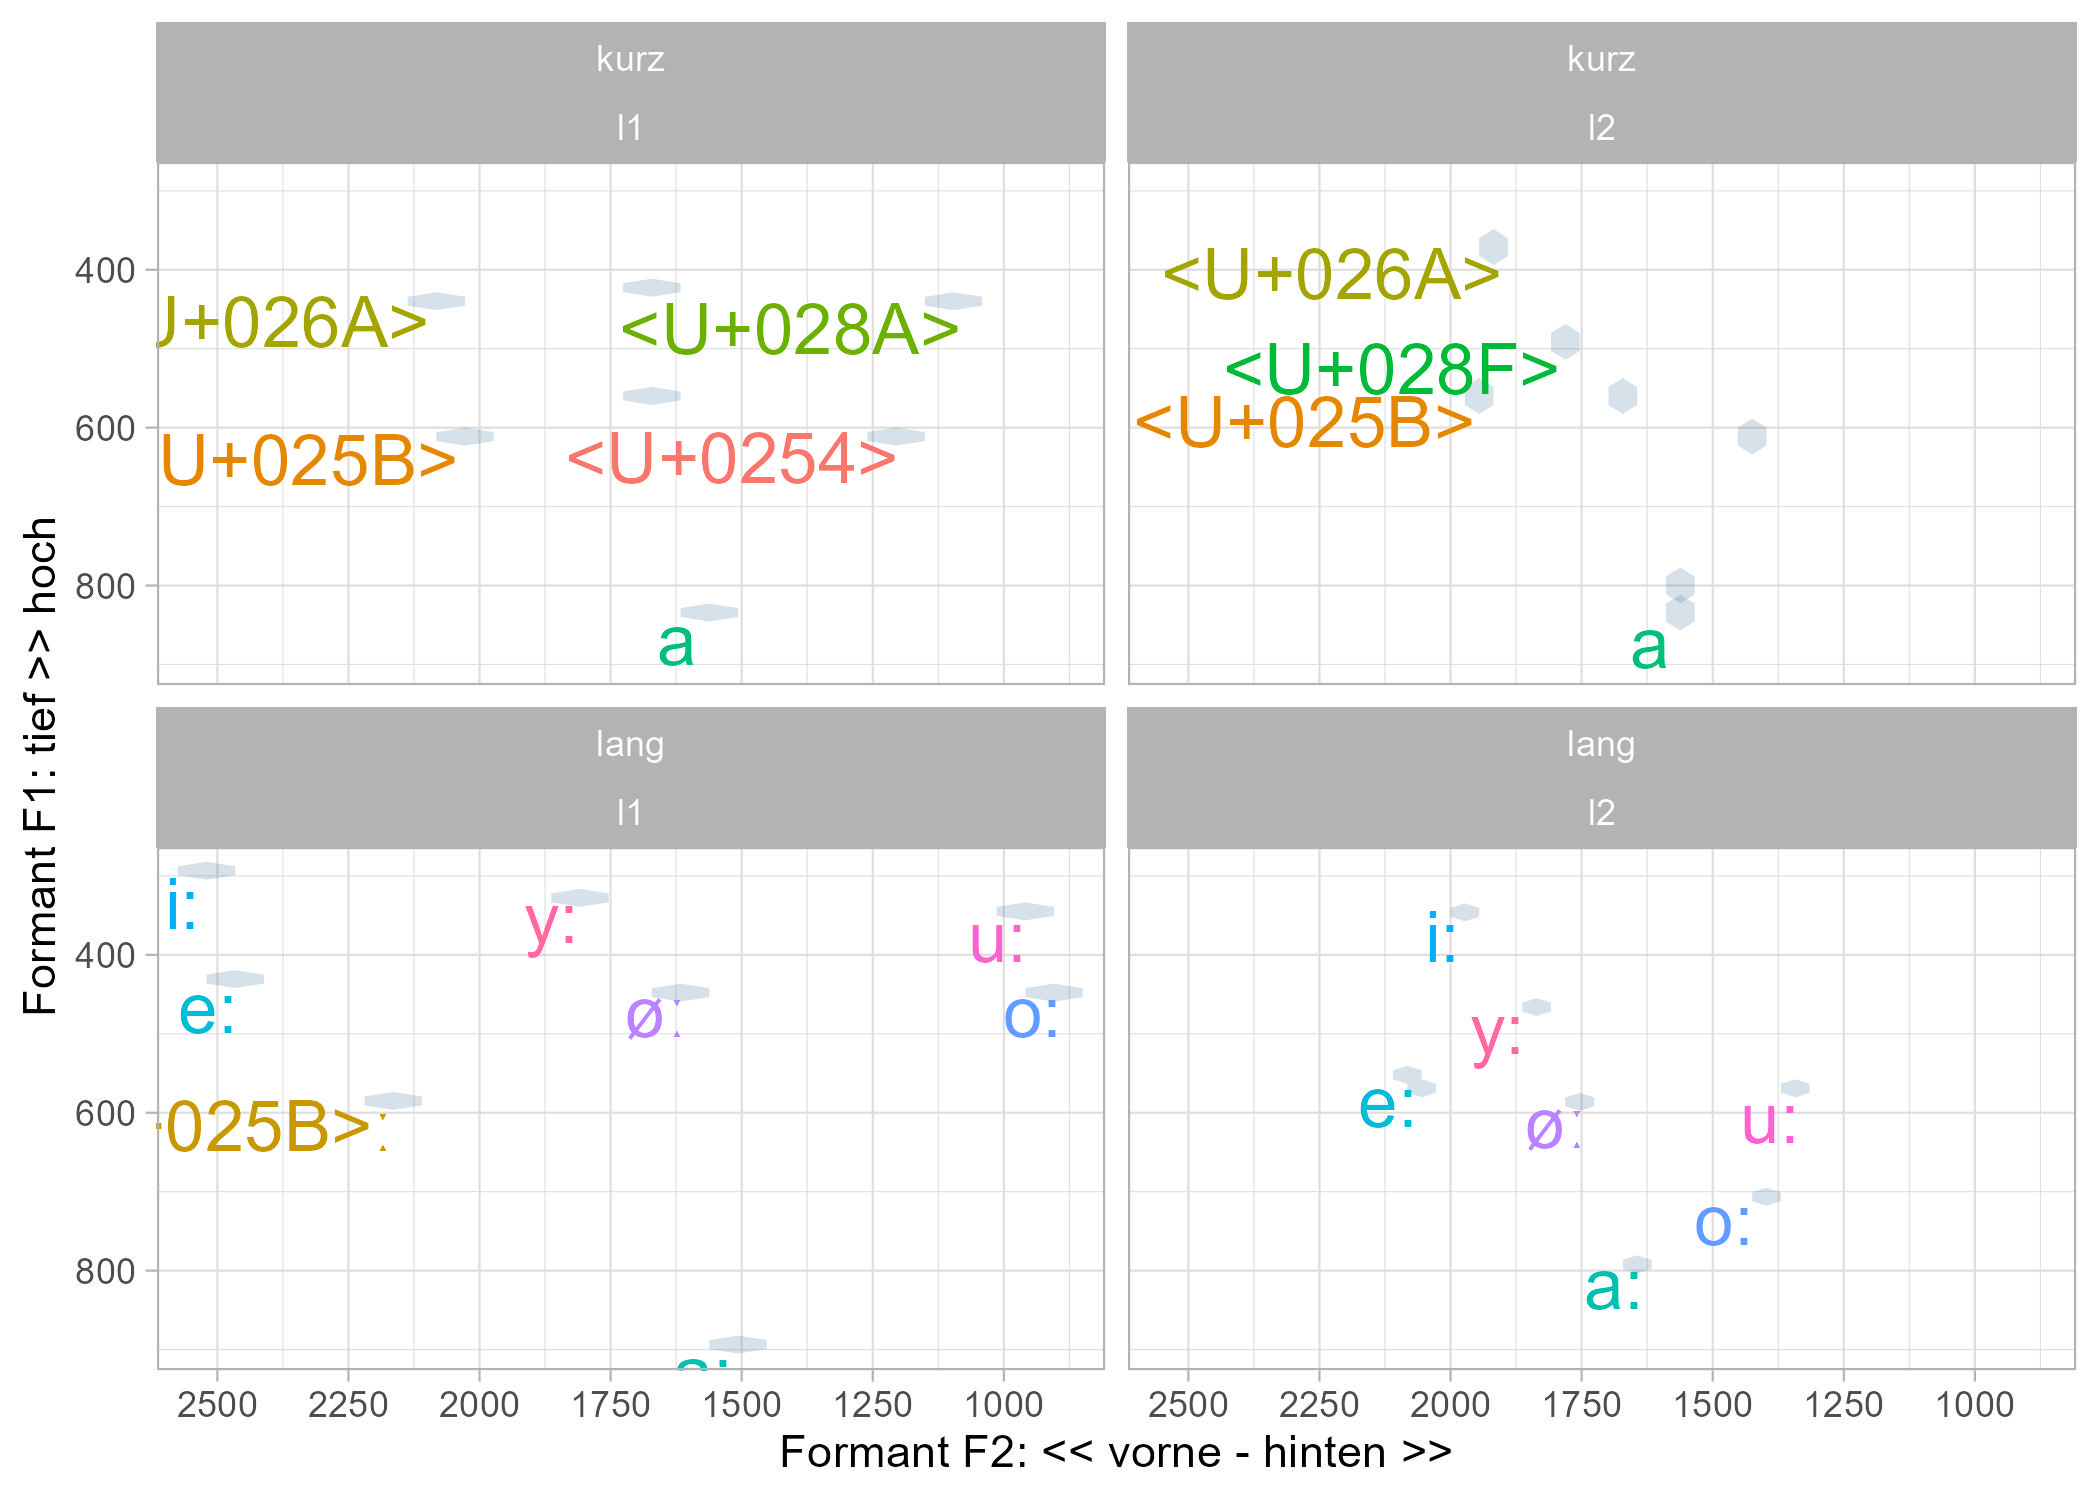 kurz
l1
kurz
l2
400
600
800
U+026A>
<U+028A>
U+025B>
<U+0254>
a
<U+026A>
<U+028F>
<U+025B>
a
Formant F1: tief >> hoch
lang
l1
lang
l2
400
600
800
i:
y:
u:
e:
ø:
o:
025B>:
a:
i:
y:
e:
ø:
u:
o:
a:
2500 2250 2000 1750 1500 1250 1000
2500 2250 2000 1750 1500 1250 1000
Formant F2: << vorne - hinten >>